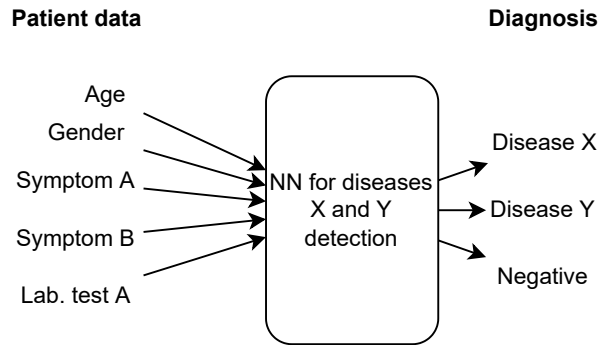 Patient data
Diagnosis
Age
Gender
Symptom A
Symptom B
Lab. test A
NN for diseases
X and Y
detection
Disease X
Disease Y
Negative